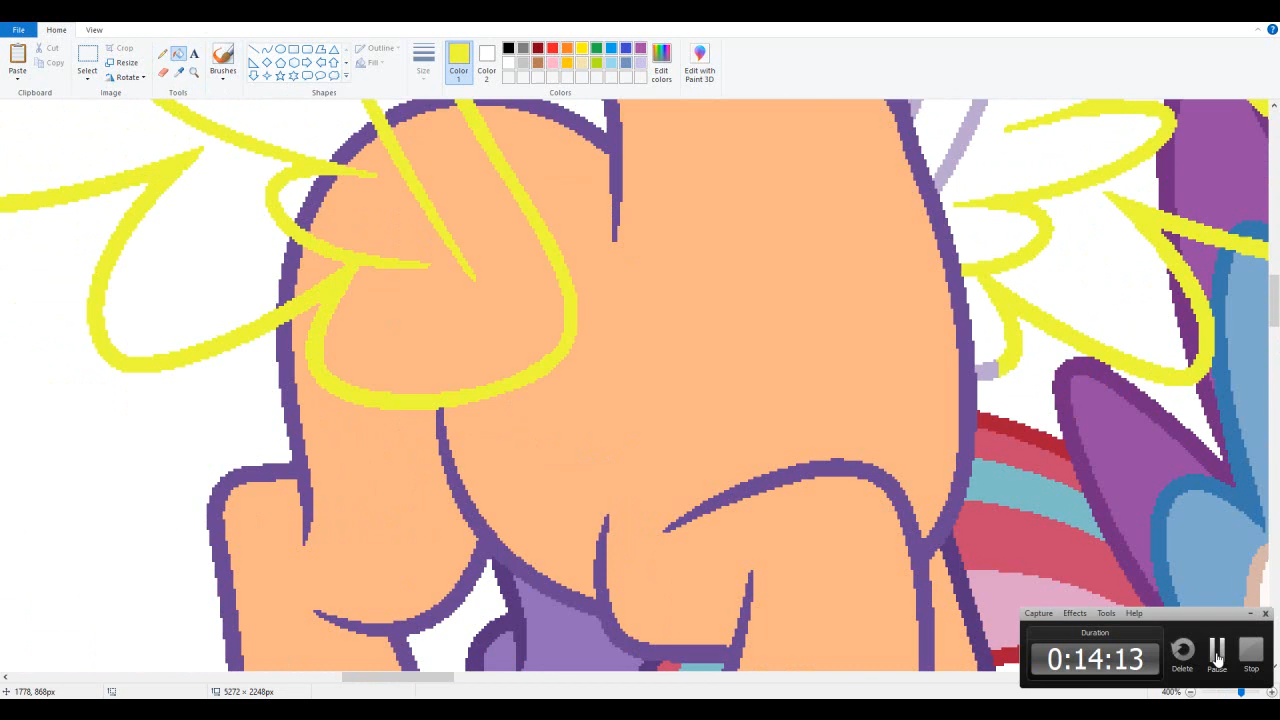 File Home View
Paste Cut Copy
Clipboard
Select Crop Resize Rotate
Image
A
Tools
Brushes
Outline Fill
Shapes
Size
Color 1
Color 2
Edit colors
Colors
Edit with Paint 3D
Capture Effects Tools Help
Duration
0:14:13
Delete Pause Stop
1778, 868px 5272 × 2248px 400%